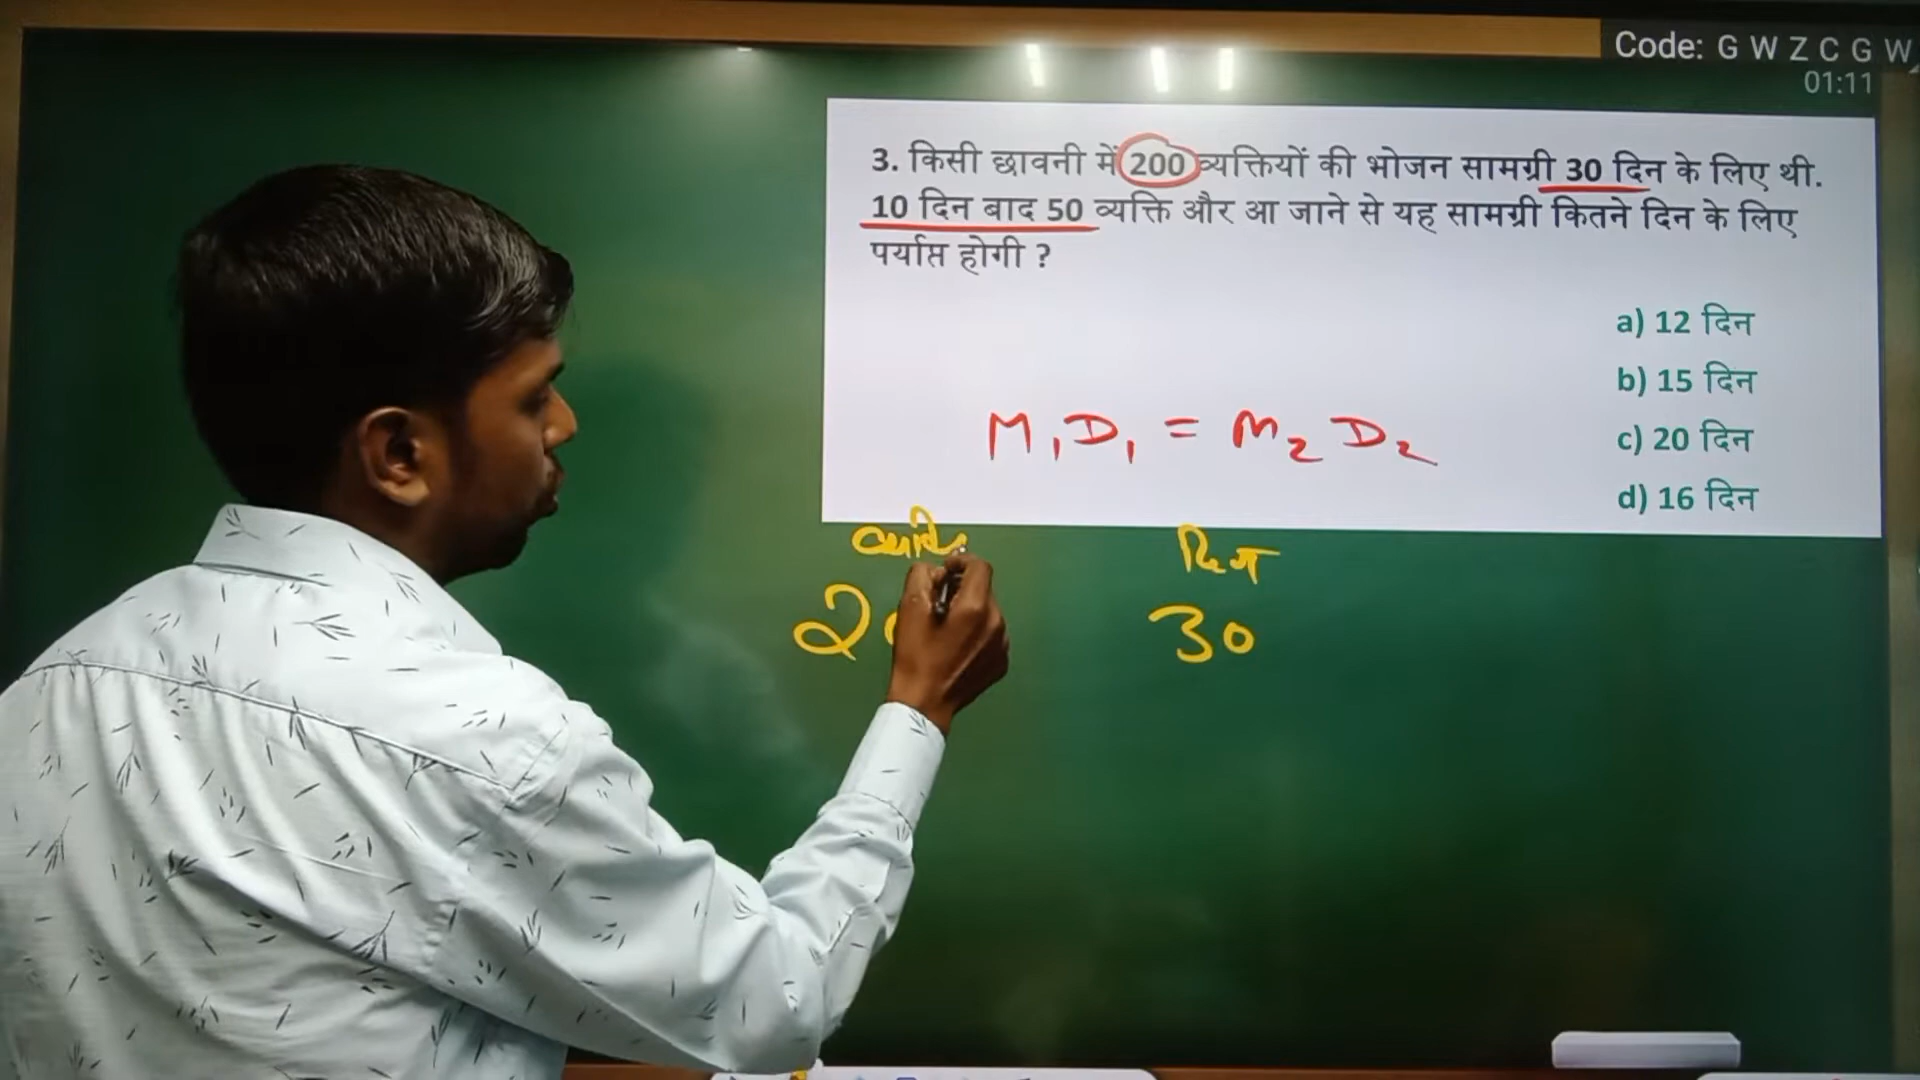 Code: G W Z C G W
01:11
3. किसी छावनी में 200 व्यक्तियों की भोजन सामग्री 30 दिन के लिए थी.
10 दिन बाद 50 व्यक्ति और आ जाने से यह सामग्री कितने दिन के लिए
पर्याप्त होगी ?
a) 12 दिन
b) 15 दिन
c) 20 दिन
d) 16 दिन
M₁D₁ = M₂D₂
दिन
30